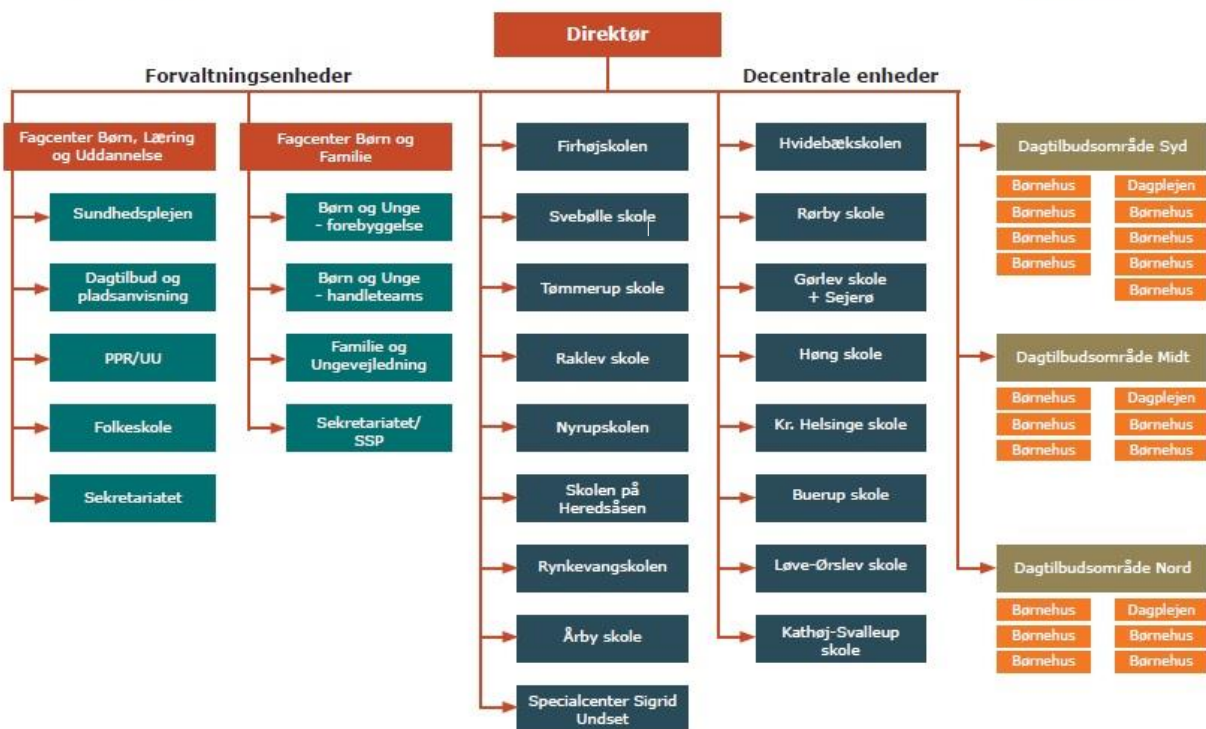 Direktør
Forvaltningsenheder
Decentrale enheder
Fagcenter Børn, Læring
og Uddannelse
Sundhedsplejen
Dagtilbud og
pladsanvisning
PPR/UU
Folkeskole
Sekretariatet
Fagcenter Børn og
Familie
Børn og Unge
- forebyggelse
Børn og Unge
- handleteams
Familie og
Ungevejledning
Sekretariatet/
SSP
Firhøjskolen
Svebølle skole
Tømmerup skole
Raklev skole
Nyrupskolen
Skolen på
Heredsåsen
Rynkevangskolen
Årby skole
Specialcenter Sigrid
Undset
Hvidebækskolen
Rørby skole
Gørlev skole
+ Sejerø
Høng skole
Kr. Helsinge skole
Buerup skole
Løve-Ørslev skole
Kathøj-Svalleup
skole
Dagtilbudsområde Syd
Børnehus
Børnehus
Børnehus
Børnehus
Dagplejen
Børnehus
Børnehus
Børnehus
Børnehus
Dagtilbudsområde Midt
Børnehus
Børnehus
Børnehus
Dagplejen
Børnehus
Børnehus
Dagtilbudsområde Nord
Børnehus
Børnehus
Børnehus
Dagplejen
Børnehus
Børnehus